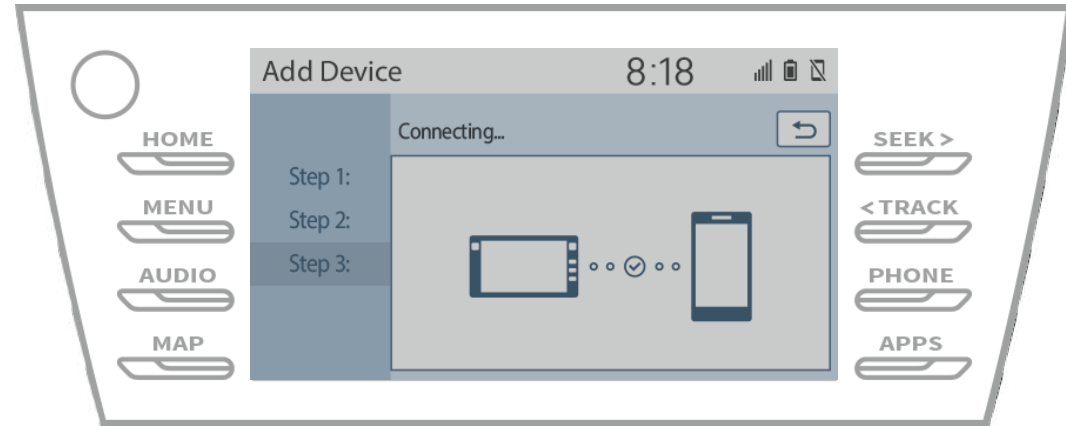 Add Device 8:18
HOME
MENU
AUDIO
MAP
Connecting...
Step 1:
Step 2:
Step 3:
SEEK >
< TRACK
PHONE
APPS